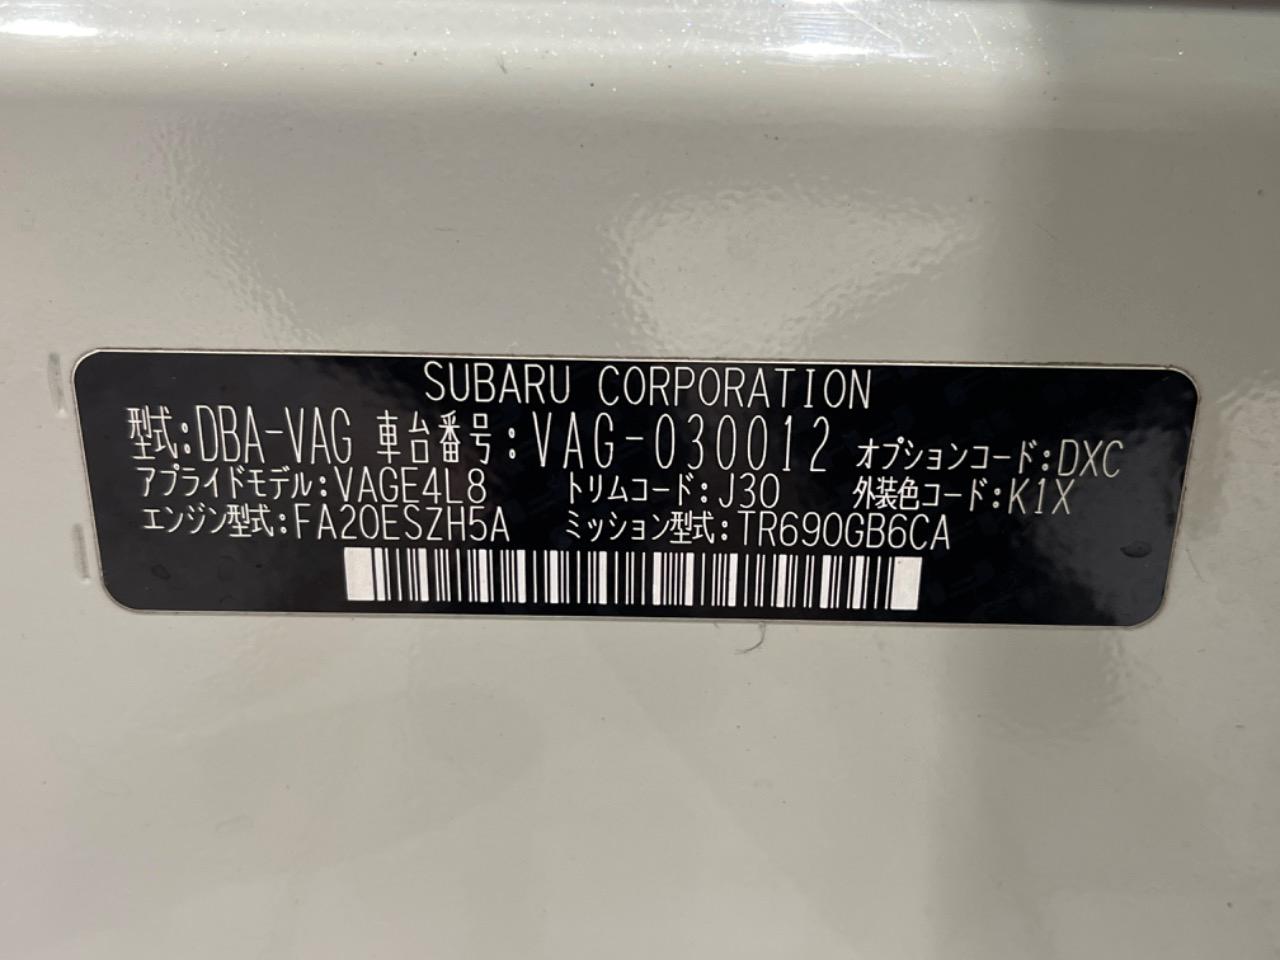 SUBARU CORPORATION
型式:DBA-VAG 車台番号:VAG-030012 オプションコード:DXC
アプライドモデル:VAGE4L8 トリムコード:J30 外装色コード:K1X
エンジン型式:FA20ESZH5A ミッション型式:TR690GB6CA